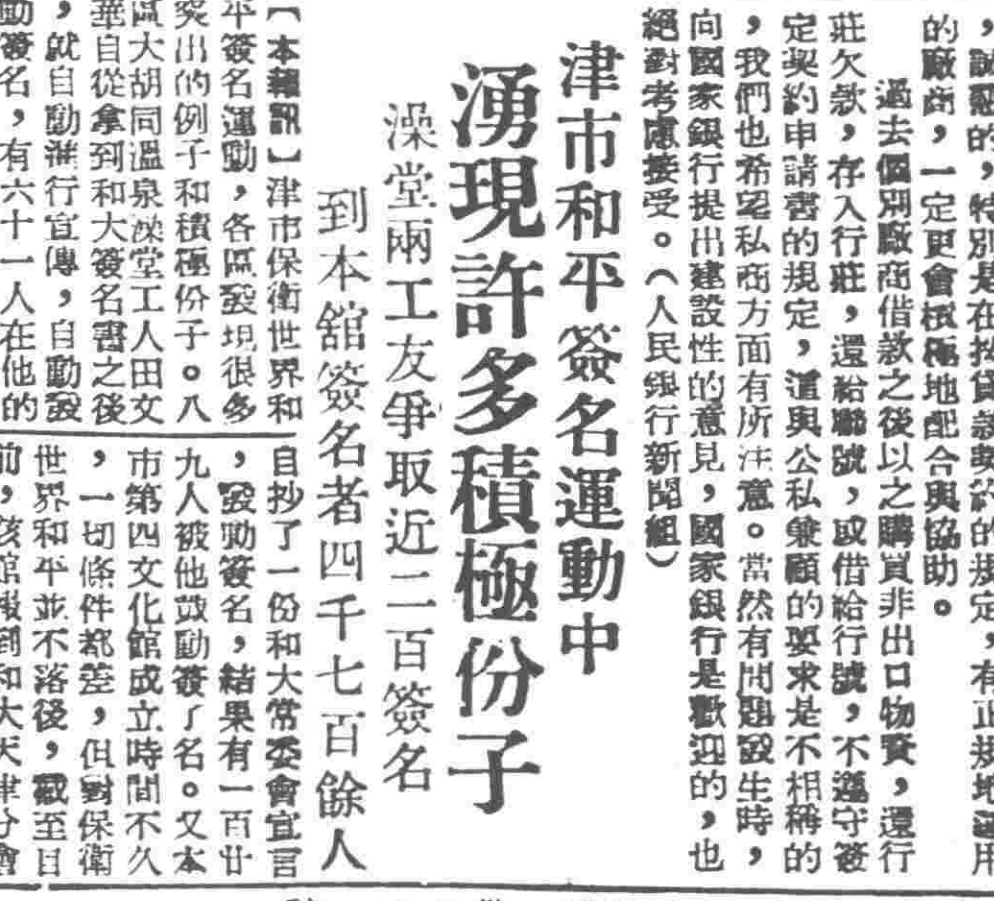 ，誠懇的，特別是在按貸款契約的規定，有正規地運用
的廠商，一定更會積極地配合與協助。
過去個別廠商借款之後以之購買非出口物資，還行
莊欠款，存入行莊，還給聯號，或借給行號，不遵守簽
定契約申請書的規定，這與公私兼顧的要求是不相稱的
，我們也希望私商方面有所注意。當然有問題發生時，
向國家銀行提出建設性的意見，國家銀行是歡迎的，也
絕對考慮接受。（人民銀行新聞組）
津市和平簽名運動中
湧現許多積極份子
澡堂兩工友爭取近二百簽名
到本館簽名者四千七百餘人
【本報訊】津市保衛世界和
平簽名運動，各區發現很多
突出的例子和積極份子。八
區大胡同溫泉澡堂工人田文
華自從拿到和大簽名書之後
，就自動進行宣傳，自動發
動簽名，有六十一人在他的
自抄了一份和大常委會宣言
，發動簽名，結果有一百廿
九人被他鼓動簽了名。又本
市第四文化館成立時間不久
，一切條件都差，但對保衛
世界和平並不落後，截至目
前，該館報到和大天津分會